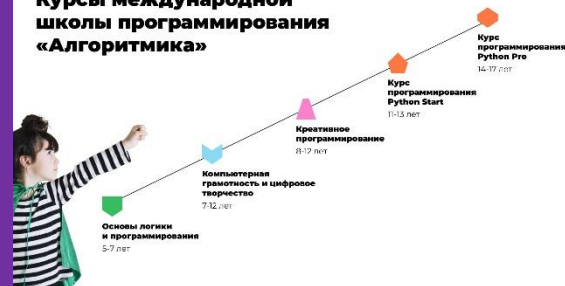 Курсы международной
школы программирования
«Алгоритмика»
Курс
программирования
Python Pro
14-17 лет
Курс
программирования
Python Start
11-13 лет
Креативное
программирование
8-12 лет
Компьютерная
грамотность и цифровое
творчество
7-12 лет
Основы логики
и программирования
5-7 лет